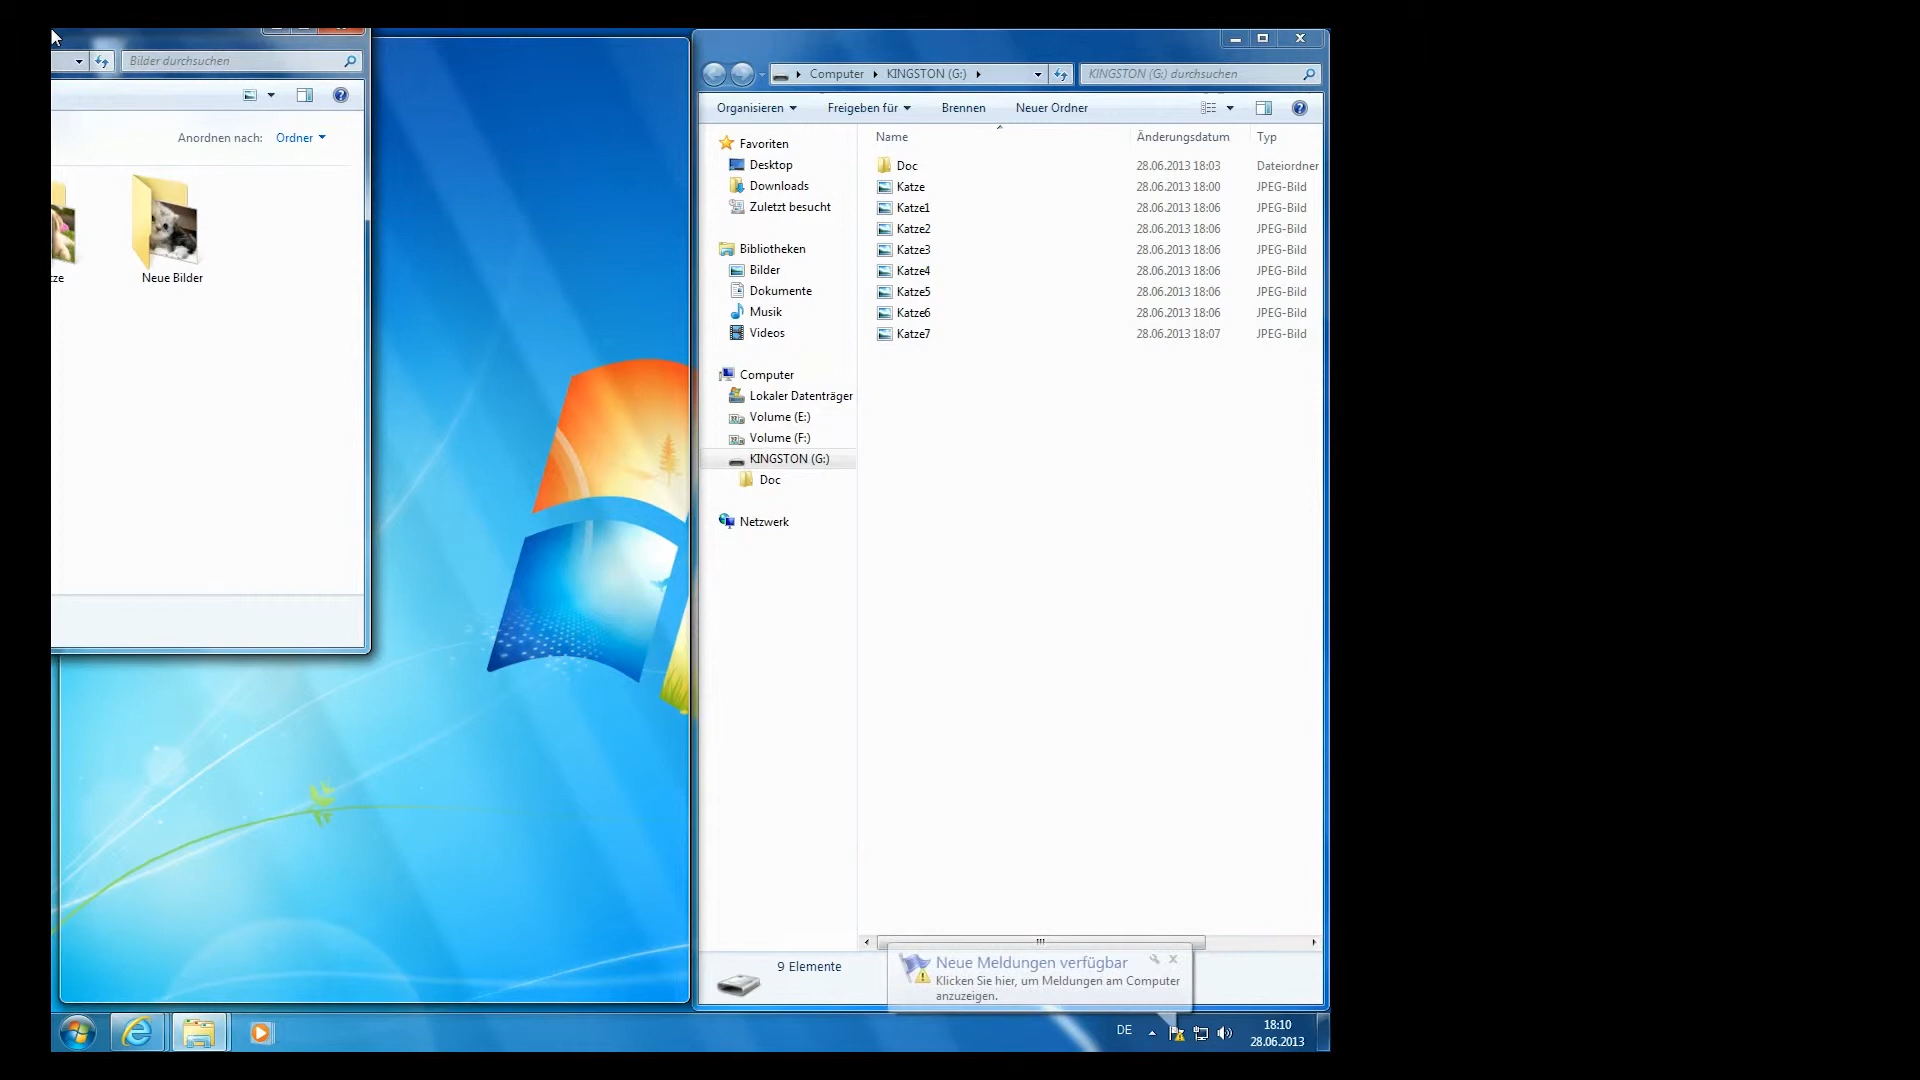 Bilder durchsuchen
Anordnen nach: Ordner
tze
Neue Bilder
Computer KINGSTON (G:)
KINGSTON (G:) durchsuchen
Organisieren Freigeben für Brennen Neuer Ordner
Favoriten
Desktop
Downloads
Zuletzt besucht
Bibliotheken
Bilder
Dokumente
Musik
Videos
Computer
Lokaler Datenträger
Volume (E:)
Volume (F:)
KINGSTON (G:)
Doc
Netzwerk
Name Änderungsdatum Typ
Doc 28.06.2013 18:03 Dateiordner
Katze 28.06.2013 18:00 JPEG-Bild
Katze1 28.06.2013 18:06 JPEG-Bild
Katze2 28.06.2013 18:06 JPEG-Bild
Katze3 28.06.2013 18:06 JPEG-Bild
Katze4 28.06.2013 18:06 JPEG-Bild
Katze5 28.06.2013 18:06 JPEG-Bild
Katze6 28.06.2013 18:06 JPEG-Bild
Katze7 28.06.2013 18:07 JPEG-Bild
9 Elemente
Neue Meldungen verfügbar
Klicken Sie hier, um Meldungen am Computer
anzuzeigen.
DE
18:10
28.06.2013